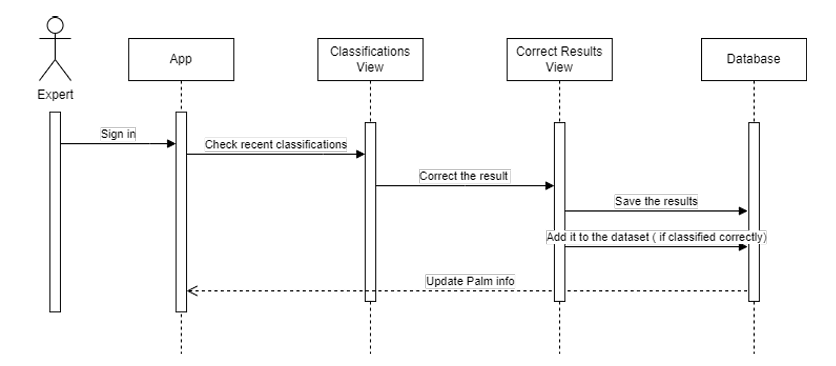 App
Classifications
View
Correct Results
View
Database
Expert
Sign in
Check recent classifications
Correct the result
Save the results
Add it to the dataset ( if classified correctly)
Update Palm info